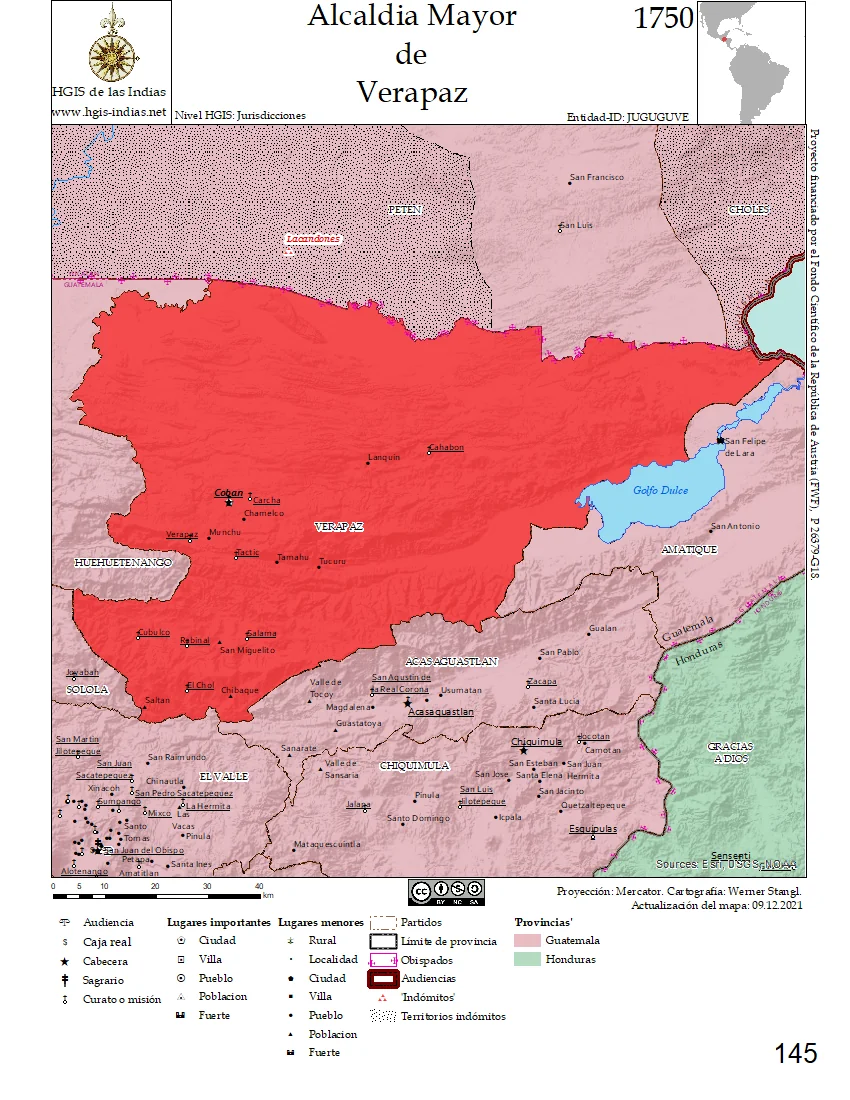 Alcaldia Mayor
de
Verapaz
1750
HGIS de las Indias
www.hgis-indias.net
Nivel HGIS: Jurisdicciones
Entidad-ID: JUGUGUVE
PETÉN
San Francisco
San Luis
CHOLES
Lacandones
GUATEMALA
Lanquin
Cahabon
Coban
Carcha
Chamelco
VERAPAZ
Verapaz
Munchu
Tactic
Tamahu
Tucuru
San Felipe
de Lara
Golfo Dulce
San Antonio
AMATIQUE
HUEHUETENANGO
Cubulco
Rabinal
Salama
San Miguelito
Gualan
San Pablo
Guatemala
Honduras
Joyabah
SOLOLA
El Chol
Chibaque
Saltan
ACASAGUASTLAN
Valle de
Tocoy
San Agustin de
la Real Corona
Usumatan
Magdalena
Acasaguastlan
Guastatoya
Zacapa
Santa Lucia
San Martin
Jilotepeque
San Juan
Sacatepequez
San Raimundo
Chinautla
EL VALLE
Xinacoh
San Pedro Sacatepequez
Sumpango
La Hermita
Mixco
Las
Vacas
Santo
Tomas
Pinula
San Juan del Obispo
Petapa
Santa Ines
Alotenango
Amatitlan
Sanarate
Valle de
Sansaria
CHIQUIMULA
Jalapa
Pinula
Santo Domingo
Mataquescuintla
Chiquimula
Jocotan
Camotan
San Esteban
San Juan
Hermita
San Jose
Santa Elena
San Luis
Jilotepeque
San Jacinto
Quetzaltepeque
Icpala
Esquipulas
GRACIAS
A DIOS
Sensenti
Sources: Esri, USGS, NOAA
Proyecto financiado por el Fondo Científico de la República de Austria (FWF), P 26379-G18.
0 5 10 20 30 40
km
CC BY NC SA
Proyección: Mercator. Cartografía: Werner Stangl.
Actualización del mapa: 09.12.2021
Audiencia
Caja real
Cabecera
Sagrario
Curato o misión
Lugares importantes
Ciudad
Villa
Pueblo
Poblacion
Fuerte
Lugares menores
Rural
Localidad
Ciudad
Villa
Pueblo
Poblacion
Fuerte
Partidos
Límite de provincia
Obispados
Audiencias
'Indómitos'
Territorios indómitos
'Provincias'
Guatemala
Honduras
145